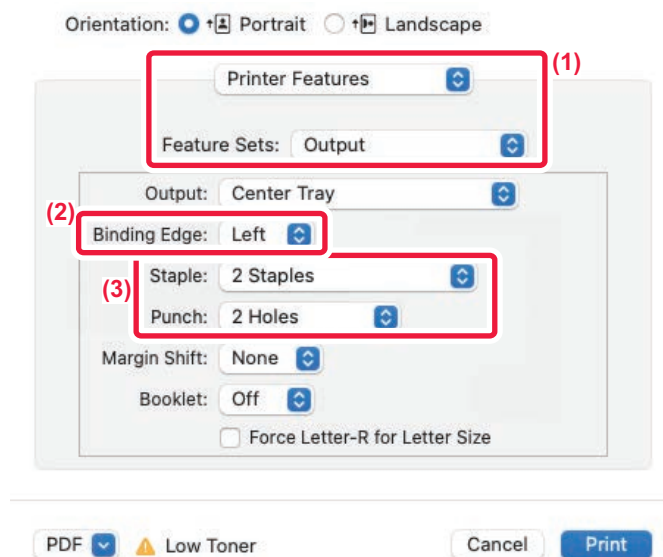 Orientation: Portrait Landscape
(1)
Printer Features
Feature Sets: Output
Output: Center Tray
(2)
Binding Edge: Left
(3)
Staple: 2 Staples
Punch: 2 Holes
Margin Shift: None
Booklet: Off
Force Letter-R for Letter Size
PDF Low Toner Cancel Print